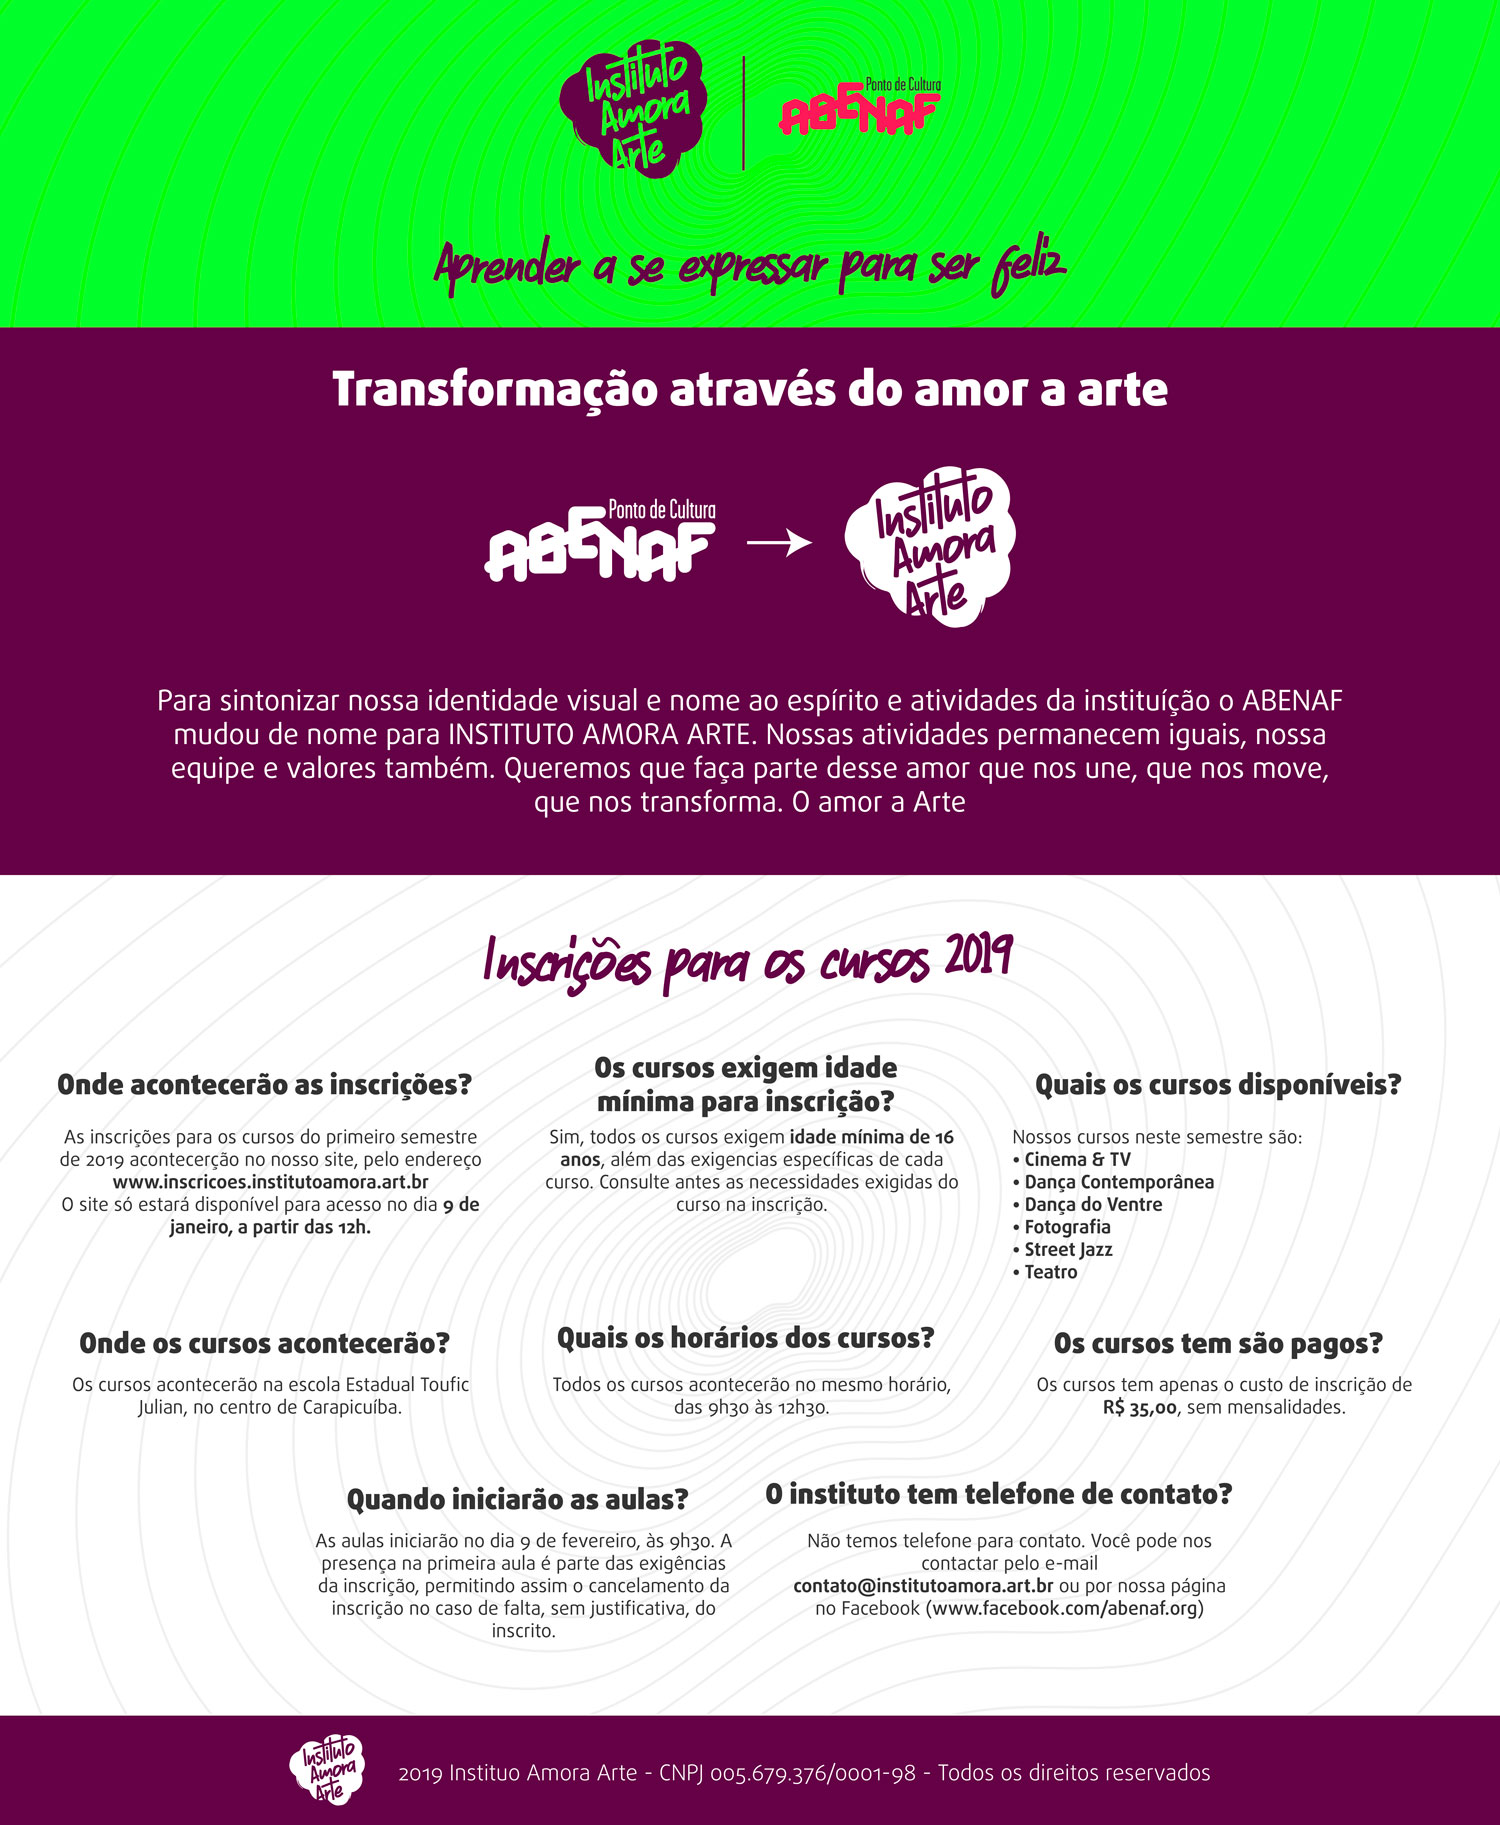 Instituto
Amora
Arte
Ponto de Cultura
ABENAF
Aprender a se expressar para ser feliz
Transformação através do amor a arte
Ponto de Cultura
ABENAF
Instituto
Amora
Arte
Para sintonizar nossa identidade visual e nome ao espírito e atividades da instituíção o ABENAF
mudou de nome para INSTITUTO AMORA ARTE. Nossas atividades permanecem iguais, nossa
equipe e valores também. Queremos que faça parte desse amor que nos une, que nos move,
que nos transforma. O amor a Arte
Inscrições para os cursos 2019
Onde acontecerão as inscrições?
As inscrições para os cursos do primeiro semestre
de 2019 acontecerção no nosso site, pelo endereço
www.inscricoes.institutoamora.art.br
O site só estará disponível para acesso no dia 9 de
janeiro, a partir das 12h.
Os cursos exigem idade
mínima para inscrição?
Sim, todos os cursos exigem idade mínima de 16
anos, além das exigencias específicas de cada
curso. Consulte antes as necessidades exigidas do
curso na inscrição.
Quais os cursos disponíveis?
Nossos cursos neste semestre são:
• Cinema & TV
• Dança Contemporânea
• Dança do Ventre
• Fotografia
• Street Jazz
• Teatro
Onde os cursos acontecerão?
Os cursos acontecerão na escola Estadual Toufic
Julian, no centro de Carapicuíba.
Quais os horários dos cursos?
Todos os cursos acontecerão no mesmo horário,
das 9h30 às 12h30.
Os cursos tem são pagos?
Os cursos tem apenas o custo de inscrição de
R$ 35,00, sem mensalidades.
Quando iniciarão as aulas?
As aulas iniciarão no dia 9 de fevereiro, às 9h30. A
presença na primeira aula é parte das exigências
da inscrição, permitindo assim o cancelamento da
inscrição no caso de falta, sem justificativa, do
inscrito.
O instituto tem telefone de contato?
Não temos telefone para contato. Você pode nos
contactar pelo e-mail
contato@institutoamora.art.br ou por nossa página
no Facebook (www.facebook.com/abenaf.org)
Instituto
Amora
Arte
2019 Instituo Amora Arte - CNPJ 005.679.376/0001-98 - Todos os direitos reservados